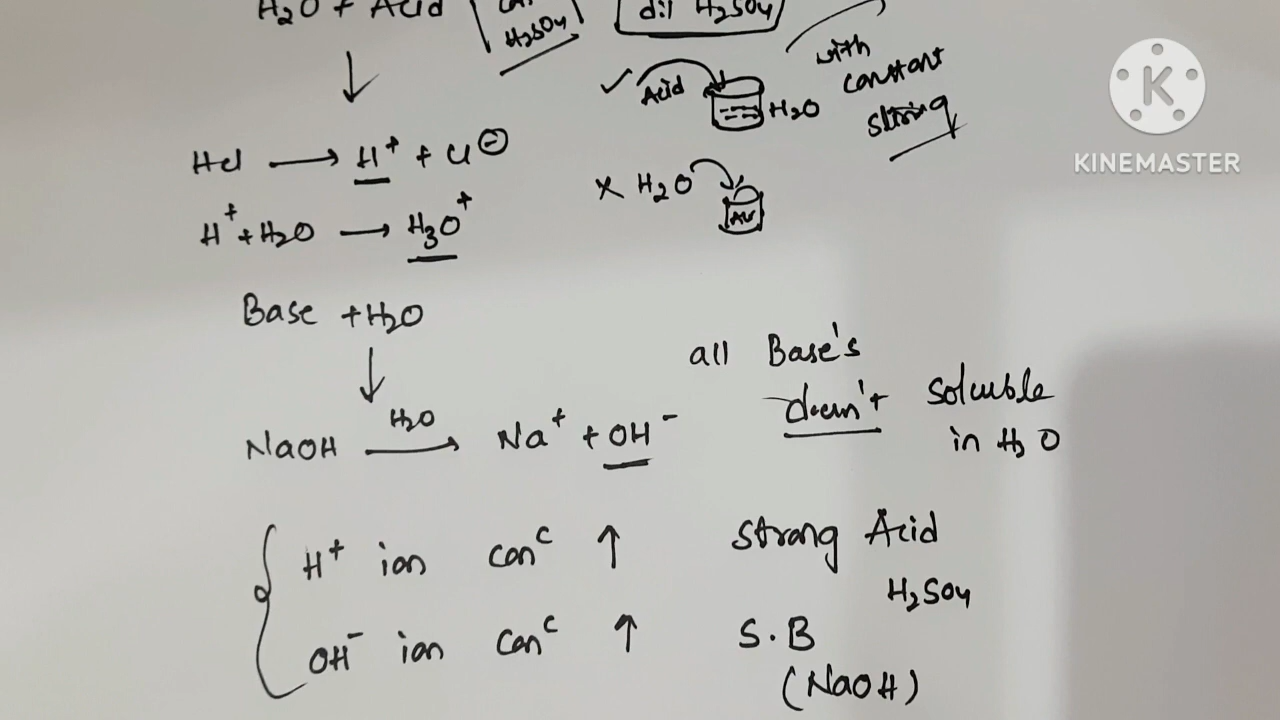 H₂O + Acid
H₂SO₄
dil H₂SO₄
with constant stiring
✓ Acid H₂O
HCl ⟶ H⁺ + Cl⊖
× H₂O
H⁺ + H₂O ⟶ H₃O⁺
Base + H₂O
↓
all Base's doesn't soluble in H₂O
NaOH ⟶ Na⁺ + OH⁻
H₂O
H⁺ ion conᶜ ↑ Strong Acid
H₂SO₄
OH⁻ ion conᶜ ↑ S.B
(NaOH)
KINEMASTER